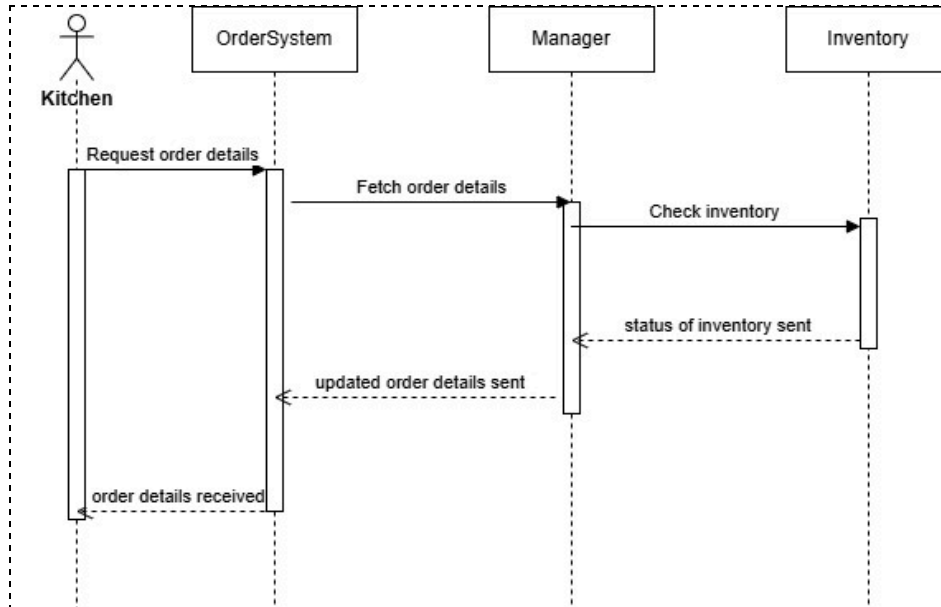 OrderSystem
Manager
Inventory
Kitchen
Request order details
Fetch order details
Check inventory
status of inventory sent
updated order details sent
order details received